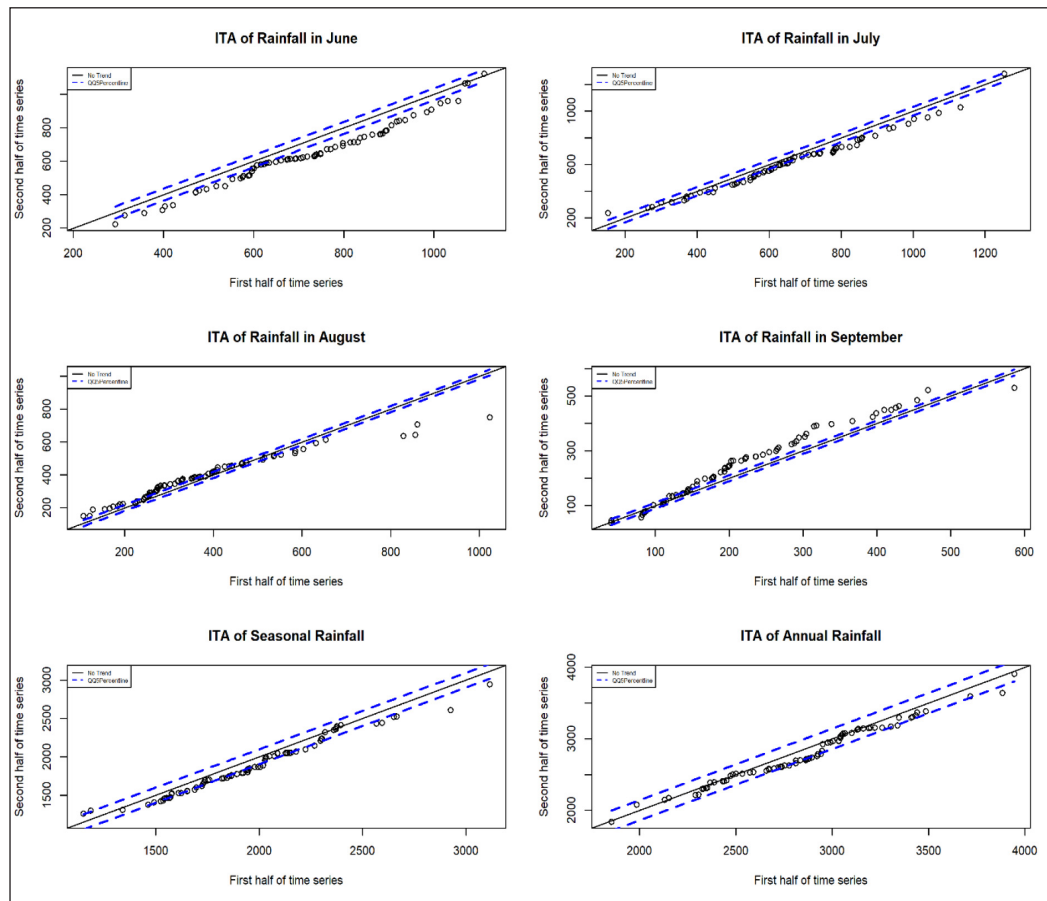 ITA of Rainfall in June
No Trend
QQ5Percentline
Second half of time series
200 400 600 800
200 400 600 800 1000
First half of time series
ITA of Rainfall in July
No Trend
QQ5Percentline
Second half of time series
200 600 1000
200 400 600 800 1000 1200
First half of time series
ITA of Rainfall in August
No Trend
QQ5Percentline
Second half of time series
200 400 600 800
200 400 600 800 1000
First half of time series
ITA of Rainfall in September
No Trend
QQ5Percentline
Second half of time series
100 300 500
100 200 300 400 500 600
First half of time series
ITA of Seasonal Rainfall
No Trend
QQ5Percentline
Second half of time series
1500 2000 2500 3000
1500 2000 2500 3000
First half of time series
ITA of Annual Rainfall
No Trend
QQ5Percentline
Second half of time series
2000 3000 4000
2000 2500 3000 3500 4000
First half of time series